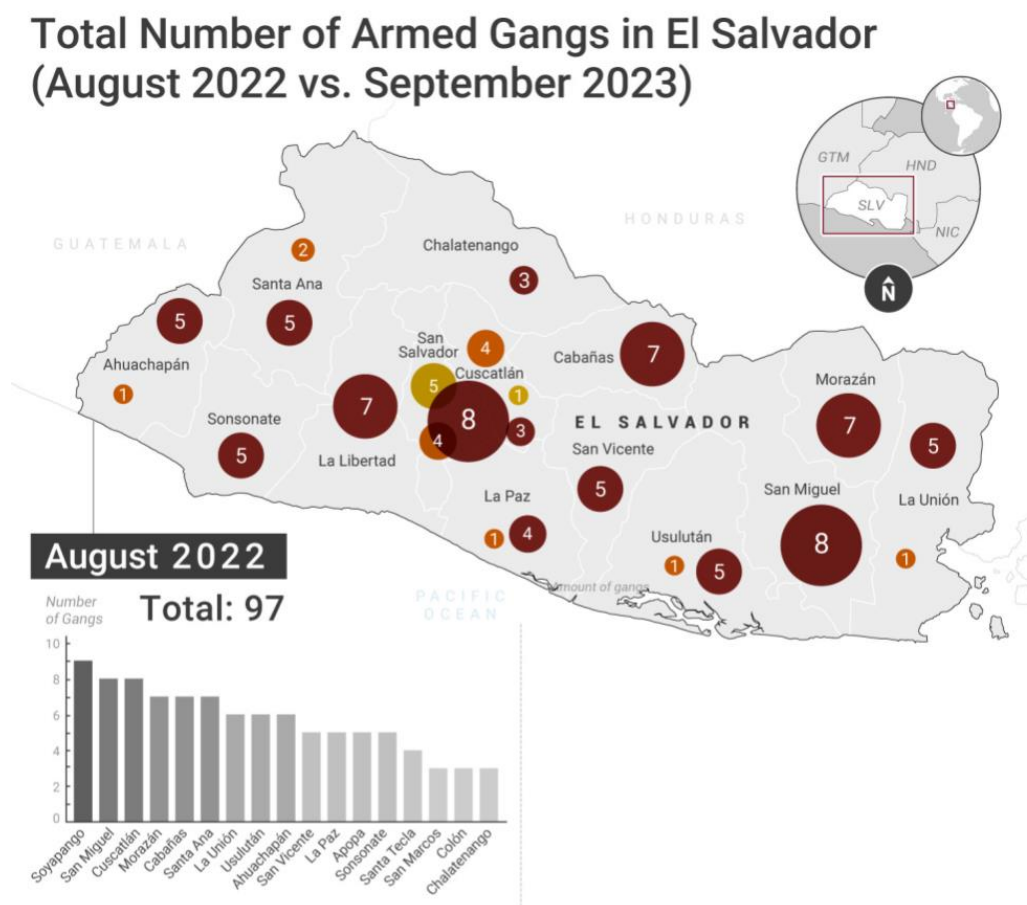 Total Number of Armed Gangs in El Salvador
(August 2022 vs. September 2023)
GTM
HND
SLV
NIC
N
GUATEMALA
HONDURAS
2
Chalatenango
3
Santa Ana
5
5
San
Salvador
4
Cabañas
7
Ahuachapán
1
5
Cuscatlán
1
Morazán
7
Sonsonate
5
7
8
3
4
La Libertad
EL SALVADOR
San Vicente
5
5
La Unión
San Miguel
8
La Paz
1
4
Usulután
1
5
1
Amount of gangs
PACIFIC
OCEAN
August 2022
Number
of Gangs
Total: 97
10
8
6
4
2
0
Soyapango
San Miguel
Cuscatlán
Morazán
Cabañas
Santa Ana
La Unión
Usulután
Ahuachapán
San Vicente
La Paz
Apopa
Sonsonate
Santa Tecla
San Marcos
Colón
Chalatenango